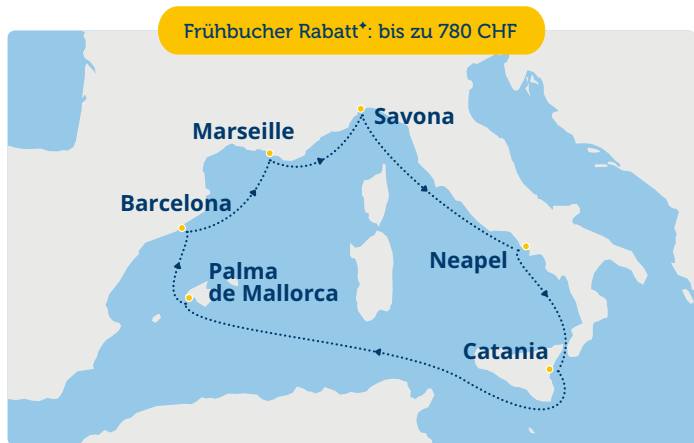 Frühbucher Rabatt✦: bis zu 780 CHF
Savona
Marseille
Barcelona
Neapel
Palma
de Mallorca
Catania